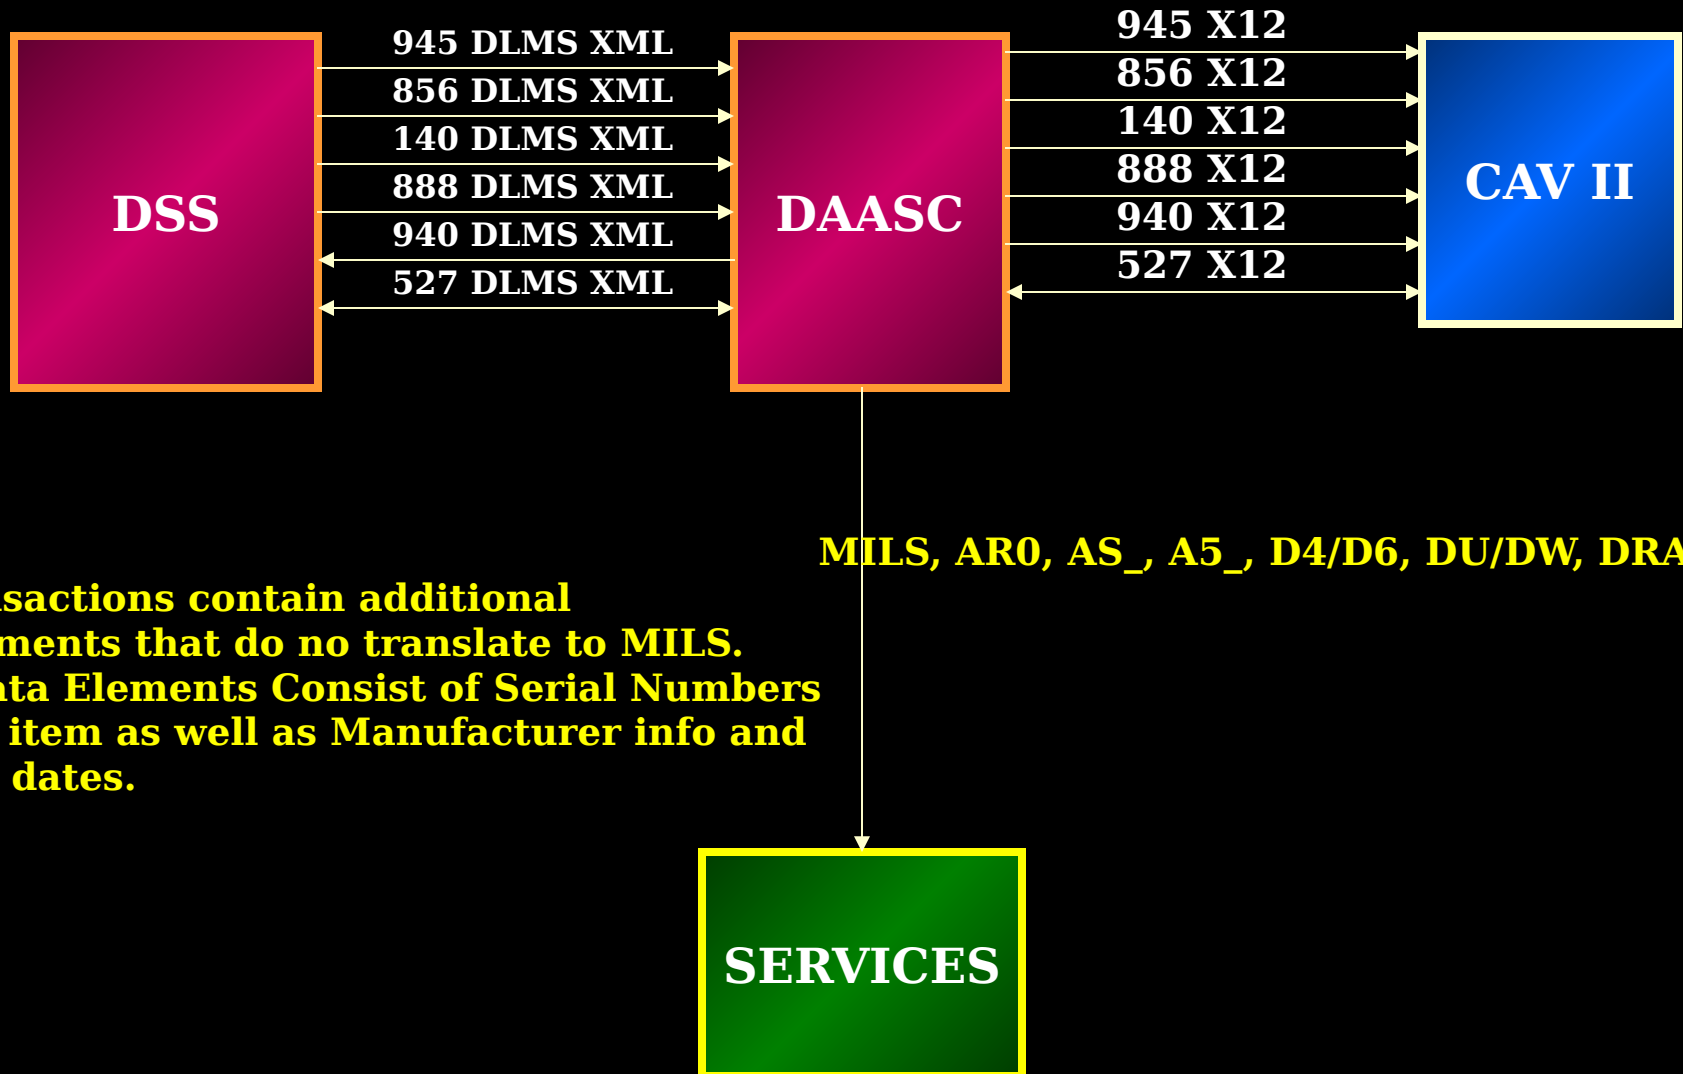 945 DLMS XML
856 DLMS XML
140 DLMS XML
888 DLMS XML
940 DLMS XML
527 DLMS XML
945 X12
856 X12
140 X12
888 X12
940 X12
527 X12
DSS
DAASC
CAV II
MILS, AR0, AS_, A5_, D4/D6, DU/DW, DRA
nsactions contain additional
ments that do no translate to MILS.
ata Elements Consist of Serial Numbers
item as well as Manufacturer info and
dates.
SERVICES